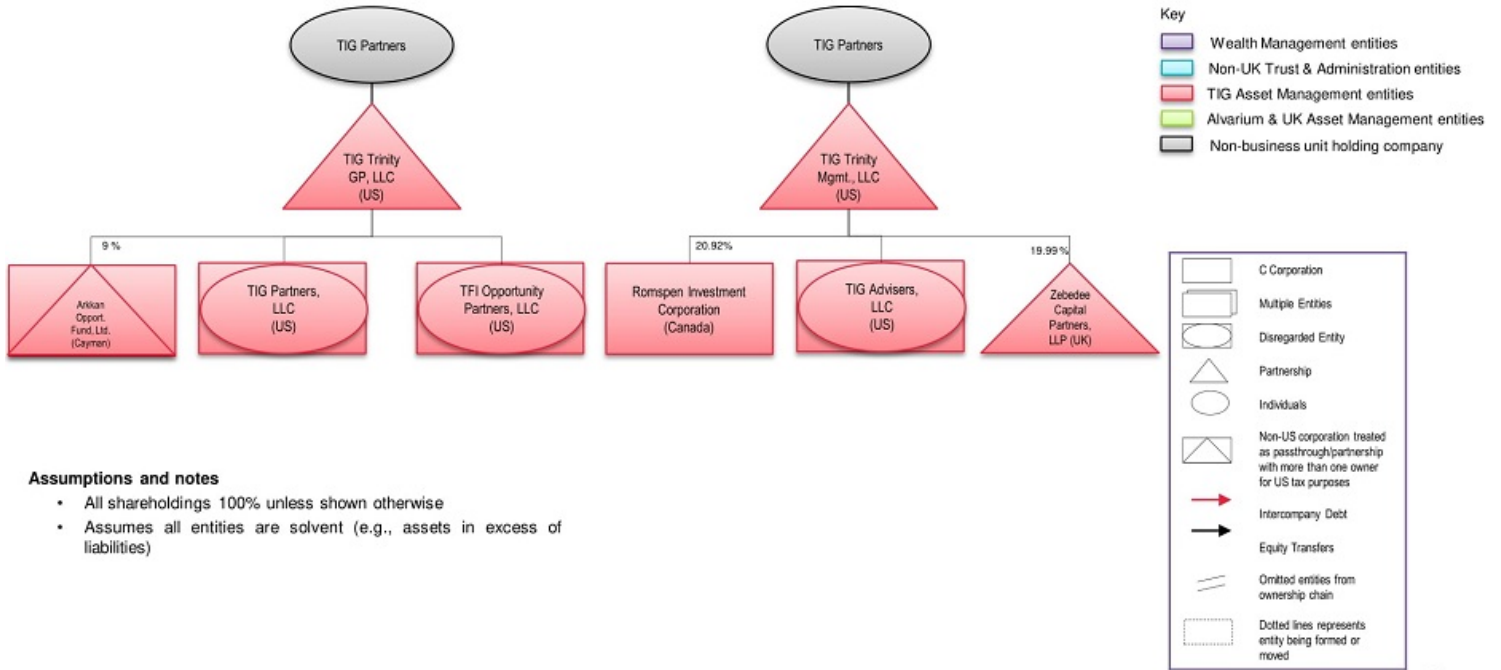 TIG Partners
TIG Trinity
GP, LLC
(US)
9 %
Arkkan
Opport.
Fund, Ltd.
(Cayman)
TIG Partners,
LLC
(US)
TFI Opportunity
Partners, LLC
(US)
TIG Partners
TIG Trinity
Mgmt., LLC
(US)
20.92%
19.99%
Romspen Investment
Corporation
(Canada)
TIG Advisers,
LLC
(US)
Zebedee
Capital
Partners,
LLP (UK)
Key
Wealth Management entities
Non-UK Trust & Administration entities
TIG Asset Management entities
Alvarium & UK Asset Management entities
Non-business unit holding company
C Corporation
Multiple Entities
Disregarded Entity
Partnership
Individuals
Non-US corporation treated
as passthrough/partnership
with more than one owner
for US tax purposes
Intercompany Debt
Equity Transfers
Omitted entities from
ownership chain
Dotted lines represents
entity being formed or
moved
Assumptions and notes
• All shareholdings 100% unless shown otherwise
• Assumes all entities are solvent (e.g., assets in excess of
liabilities)